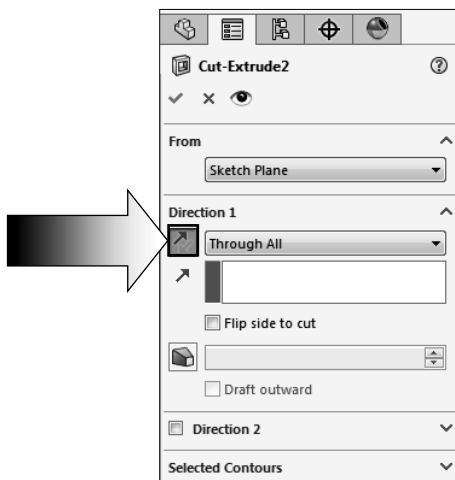 Cut-Extrude2
From
Sketch Plane
Direction 1
Through All
Flip side to cut
Draft outward
Direction 2
Selected Contours